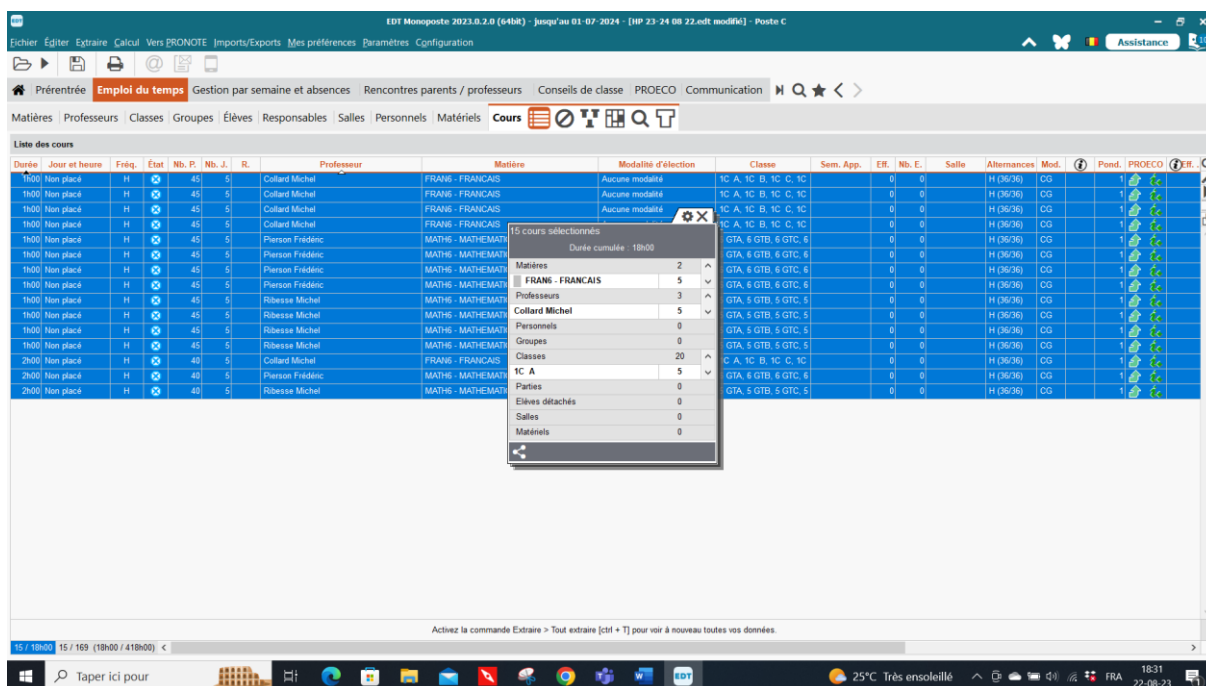 EDT EDT Monoposte 2023.0.2.0 (64bit) - jusqu'au 01-07-2024 - [HP 23-24 08 22.edt modifié] - Poste C
Fichier Éditer Extraire Calcul Vers PRONOTE Imports/Exports Mes préférences Paramètres Configuration Assistance
Prérentrée Emploi du temps Gestion par semaine et absences Rencontres parents / professeurs Conseils de classe PROECO Communication
Matières Professeurs Classes Groupes Élèves Responsables Salles Personnels Matériels Cours
Liste des cours
Durée Jour et heure Fréq. État Nb. P. Nb. J. R. Professeur Matière Modalité d'élection Classe Sem. App. Eff. Nb. E. Salle Alternances Mod. Pond. PROECO Eff.
1h00 Non placé H 45 5 Collard Michel FRAN6 - FRANCAIS Aucune modalité 1C A, 1C B, 1C C, 1C 0 0 H (36/36) CG 1
1h00 Non placé H 45 5 Collard Michel FRAN6 - FRANCAIS Aucune modalité 1C A, 1C B, 1C C, 1C 0 0 H (36/36) CG 1
1h00 Non placé H 45 5 Collard Michel FRAN6 - FRANCAIS Aucune modalité 1C A, 1C B, 1C C, 1C 0 0 H (36/36) CG 1
1h00 Non placé H 45 5 Collard Michel FRAN6 - FRANCAIS 1C A, 1C B, 1C C, 1C 0 0 H (36/36) CG 1
1h00 Non placé H 45 5 Pierson Frédéric MATH6 - MATHEMATI GTA, 6 GTB, 6 GTC, 6 0 0 H (36/36) CG 1
1h00 Non placé H 45 5 Pierson Frédéric MATH6 - MATHEMATI GTA, 6 GTB, 6 GTC, 6 0 0 H (36/36) CG 1
1h00 Non placé H 45 5 Pierson Frédéric MATH6 - MATHEMATI GTA, 6 GTB, 6 GTC, 6 0 0 H (36/36) CG 1
1h00 Non placé H 45 5 Pierson Frédéric MATH6 - MATHEMATI GTA, 6 GTB, 6 GTC, 6 0 0 H (36/36) CG 1
1h00 Non placé H 45 5 Ribesse Michel MATH6 - MATHEMATI GTA, 5 GTB, 5 GTC, 5 0 0 H (36/36) CG 1
1h00 Non placé H 45 5 Ribesse Michel MATH6 - MATHEMATI GTA, 5 GTB, 5 GTC, 5 0 0 H (36/36) CG 1
1h00 Non placé H 45 5 Ribesse Michel MATH6 - MATHEMATI GTA, 5 GTB, 5 GTC, 5 0 0 H (36/36) CG 1
1h00 Non placé H 45 5 Ribesse Michel MATH6 - MATHEMATI GTA, 5 GTB, 5 GTC, 5 0 0 H (36/36) CG 1
2h00 Non placé H 40 5 Collard Michel FRAN6 - FRANCAIS C A, 1C B, 1C C, 1C 0 0 H (36/36) CG 1
2h00 Non placé H 40 5 Pierson Frédéric MATH6 - MATHEMATI GTA, 6 GTB, 6 GTC, 6 0 0 H (36/36) CG 1
2h00 Non placé H 40 5 Ribesse Michel MATH6 - MATHEMATI GTA, 5 GTB, 5 GTC, 5 0 0 H (36/36) CG 1
15 cours sélectionnés
Durée cumulée : 18h00
Matières 2
FRAN6 - FRANCAIS 5
Professeurs 3
Collard Michel 5
Personnels 0
Groupes 0
Classes 20
1C A 5
Parties 0
Elèves détachés 0
Salles 0
Matériels 0
Activez la commande Extraire > Tout extraire [ctrl + T] pour voir à nouveau toutes vos données.
15 / 18h00 15 / 169 (18h00 / 418h00)
Taper ici pour EDT 25°C Très ensoleillé FRA 18:31
22-08-23